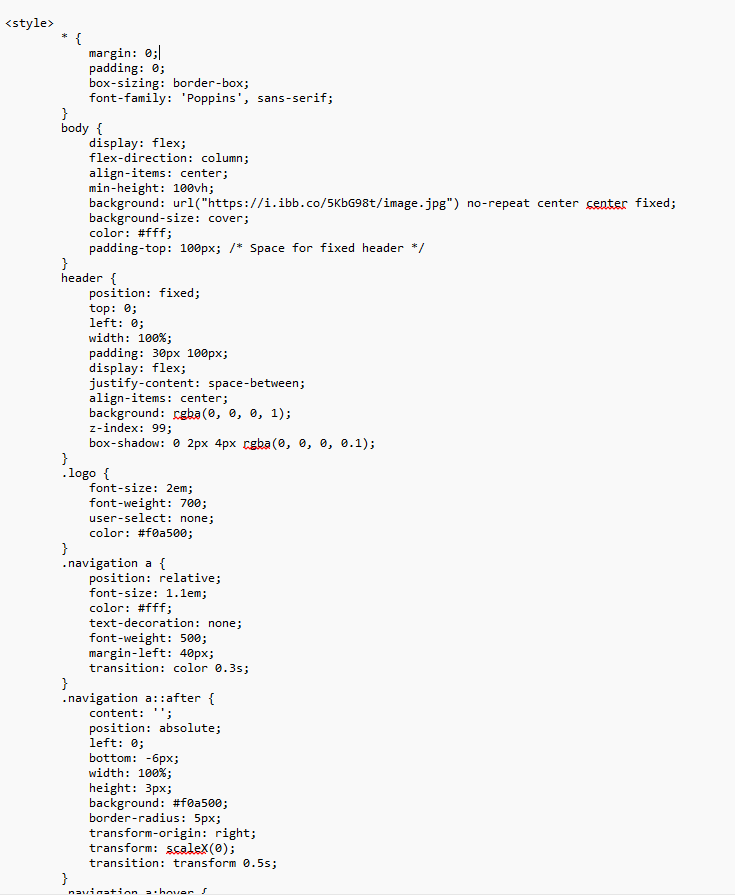 <style>
* {
margin: 0;
padding: 0;
box-sizing: border-box;
font-family: 'Poppins', sans-serif;
}
body {
display: flex;
flex-direction: column;
align-items: center;
min-height: 100vh;
background: url("https://i.ibb.co/5KbG98t/image.jpg") no-repeat center center fixed;
background-size: cover;
color: #fff;
padding-top: 100px; /* Space for fixed header */
}
header {
position: fixed;
top: 0;
left: 0;
width: 100%;
padding: 30px 100px;
display: flex;
justify-content: space-between;
align-items: center;
background: rgba(0, 0, 0, 1);
z-index: 99;
box-shadow: 0 2px 4px rgba(0, 0, 0, 0.1);
}
.logo {
font-size: 2em;
font-weight: 700;
user-select: none;
color: #f0a500;
}
.navigation a {
position: relative;
font-size: 1.1em;
color: #fff;
text-decoration: none;
font-weight: 500;
margin-left: 40px;
transition: color 0.3s;
}
.navigation a::after {
content: '';
position: absolute;
left: 0;
bottom: -6px;
width: 100%;
height: 3px;
background: #f0a500;
border-radius: 5px;
transform-origin: right;
transform: scaleX(0);
transition: transform 0.5s;
}
.navigation a:hover {